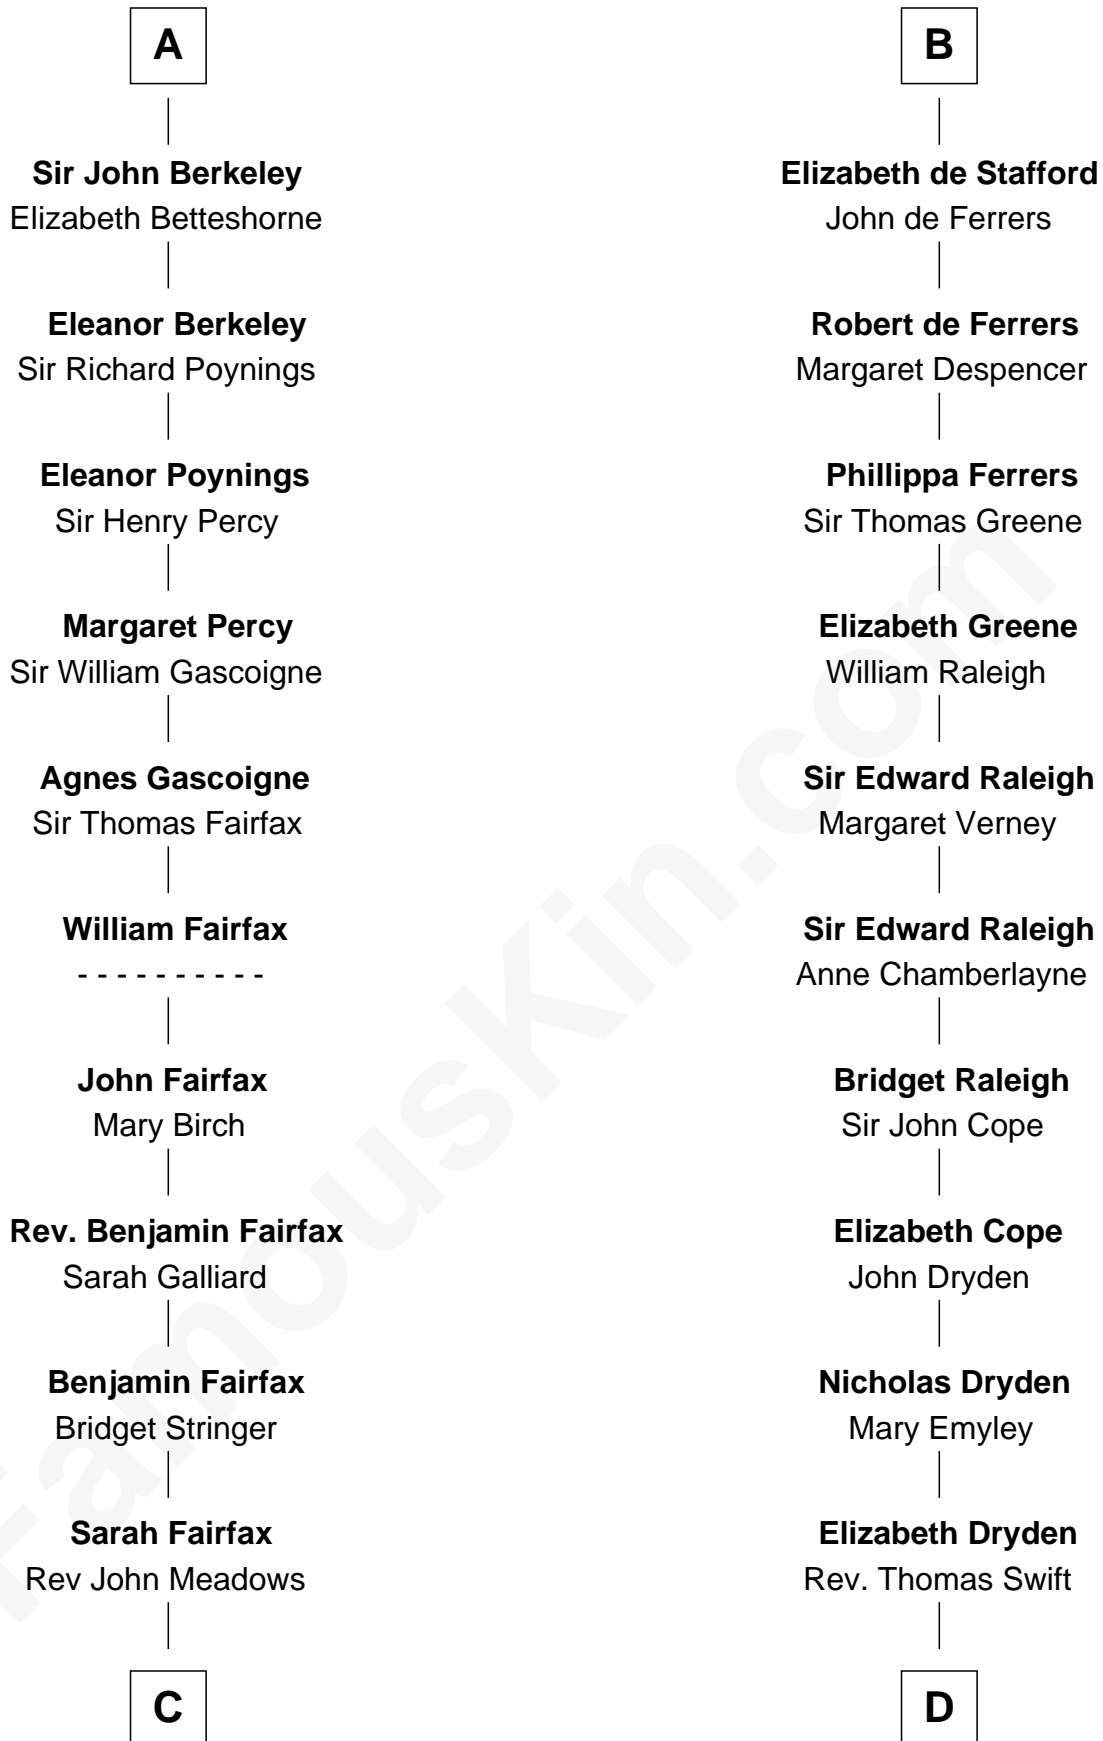 A
Sir John Berkeley
Elizabeth Betteshorne
Eleanor Berkeley
Sir Richard Poynings
Eleanor Poynings
Sir Henry Percy
Margaret Percy
Sir William Gascoigne
Agnes Gascoigne
Sir Thomas Fairfax
William Fairfax
- - - - - - - - - -
John Fairfax
Mary Birch
Rev. Benjamin Fairfax
Sarah Galliard
Benjamin Fairfax
Bridget Stringer
Sarah Fairfax
Rev John Meadows
C
B
Elizabeth de Stafford
John de Ferrers
Robert de Ferrers
Margaret Despencer
Phillippa Ferrers
Sir Thomas Greene
Elizabeth Greene
William Raleigh
Sir Edward Raleigh
Margaret Verney
Sir Edward Raleigh
Anne Chamberlayne
Bridget Raleigh
Sir John Cope
Elizabeth Cope
John Dryden
Nicholas Dryden
Mary Emyley
Elizabeth Dryden
Rev. Thomas Swift
D
FamousKin.com